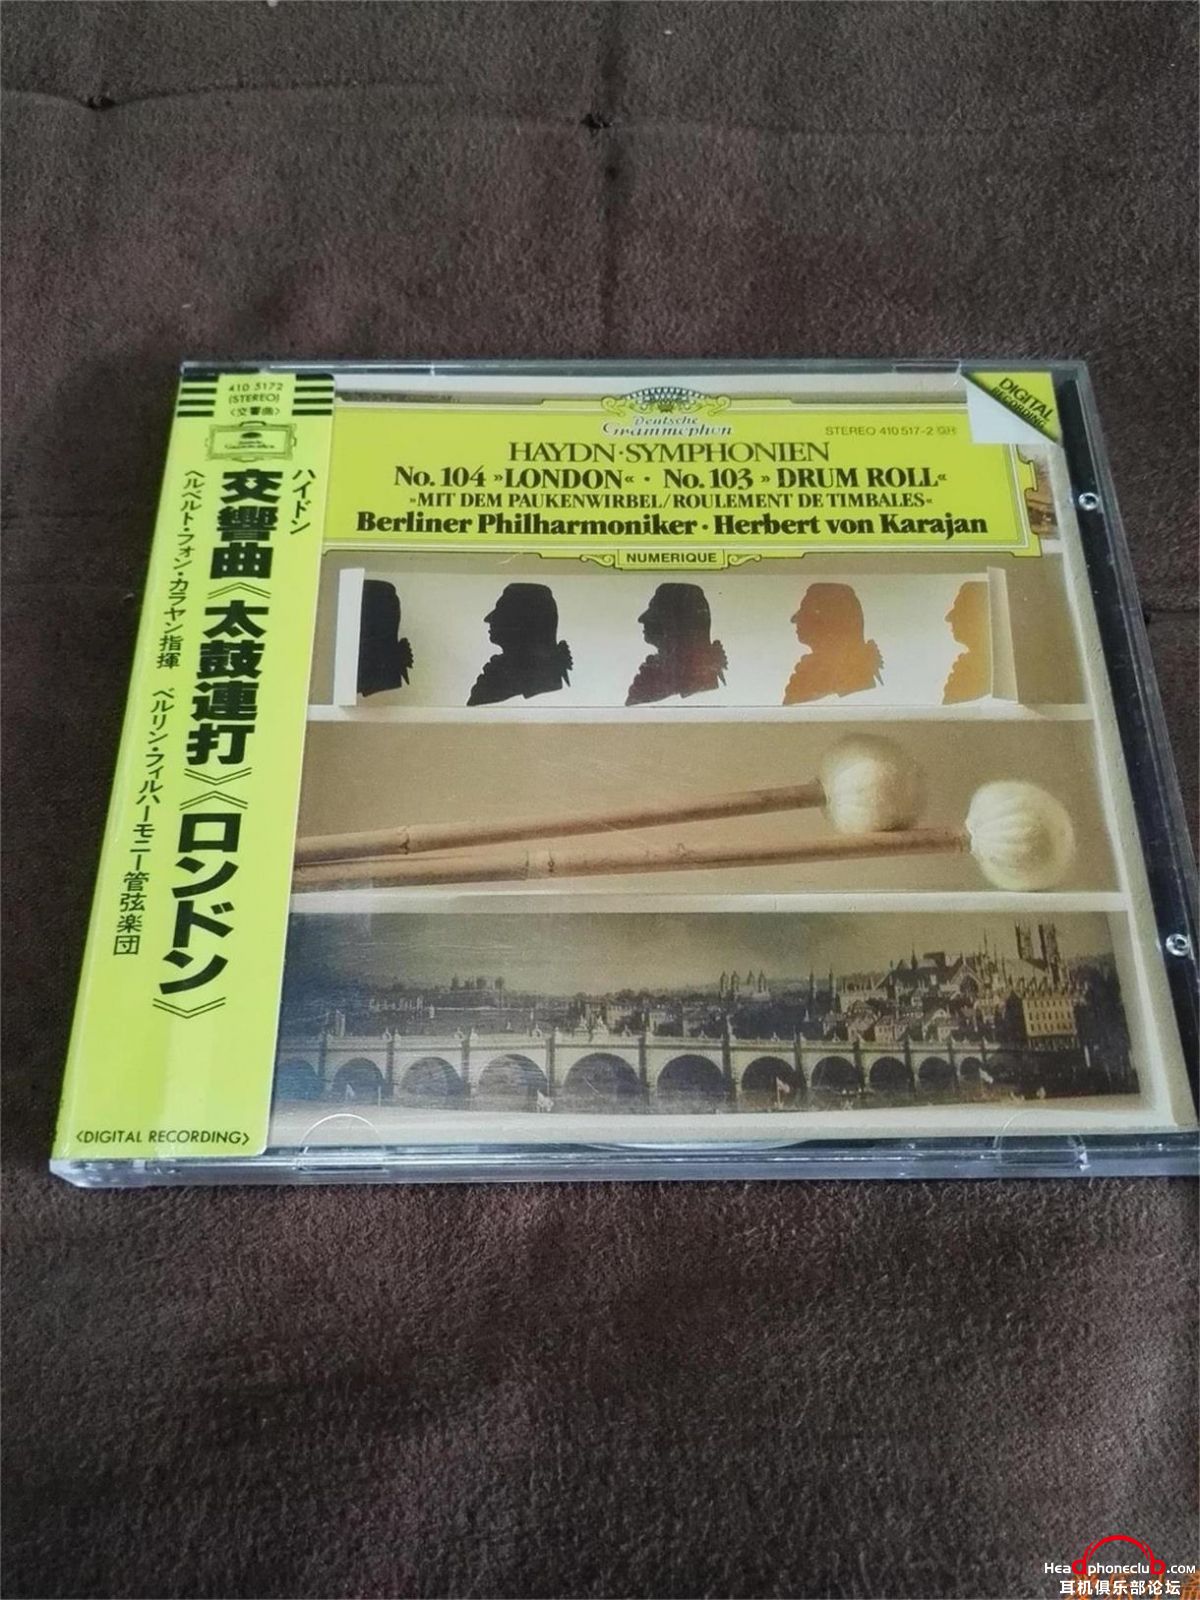 410 5172
(STEREO)
〈交響曲〉
ハイドン
交響曲《太鼓連打》《ロンドン》
ヘルベルト・フォン・カラヤン指揮 ベルリン・フィルハーモニー管弦楽団
〈DIGITAL RECORDING〉
Deutsche
Grammophon
STEREO 410 517-2 GH
DIGITAL
RECORDING
HAYDN·SYMPHONIEN
No. 104 »LONDON« · No. 103 »DRUM ROLL«
»MIT DEM PAUKENWIRBEL/ROULEMENT DE TIMBALES«
Berliner Philharmoniker · Herbert von Karajan
NUMERIQUE
Headphoneclub.com
耳机俱乐部论坛